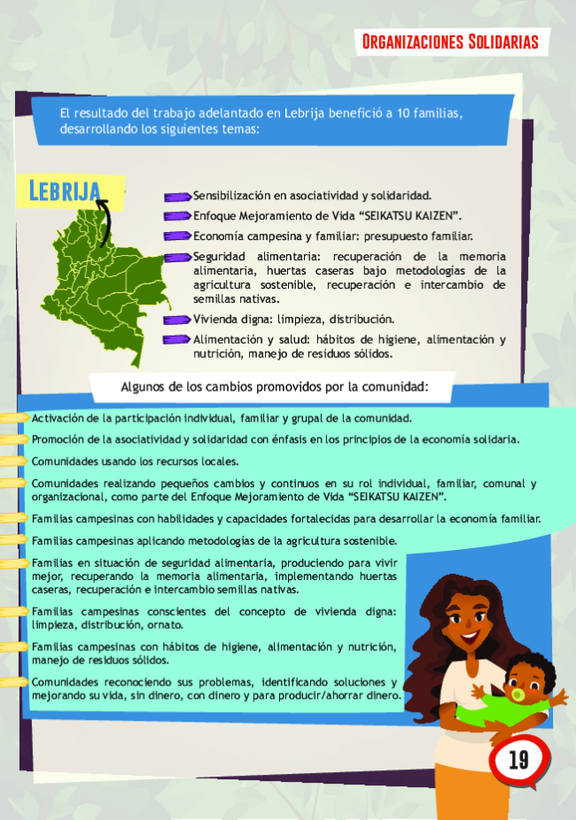 ORGANIZACIONES SOLIDARIAS
El resultado del trabajo adelantado en Lebrija benefició a 10 familias,
desarrollando los siguientes temas:
LEBRIJA
Sensibilización en asociatividad y solidaridad.
Enfoque Mejoramiento de Vida “SEIKATSU KAIZEN”.
Economía campesina y familiar: presupuesto familiar.
Seguridad alimentaria: recuperación de la memoria
alimentaria, huertas caseras bajo metodologías de la
agricultura sostenible, recuperación e intercambio de
semillas nativas.
Vivienda digna: limpieza, distribución.
Alimentación y salud: hábitos de higiene, alimentación y
nutrición, manejo de residuos sólidos.
Algunos de los cambios promovidos por la comunidad:
Activación de la participación individual, familiar y grupal de la comunidad.
Promoción de la asociatividad y solidaridad con énfasis en los principios de la economía solidaria.
Comunidades usando los recursos locales.
Comunidades realizando pequeños cambios y continuos en su rol individual, familiar, comunal y
organizacional, como parte del Enfoque Mejoramiento de Vida “SEIKATSU KAIZEN”.
Familias campesinas con habilidades y capacidades fortalecidas para desarrollar la economía familiar.
Familias campesinas aplicando metodologías de la agricultura sostenible.
Familias en situación de seguridad alimentaria, produciendo para vivir
mejor, recuperando la memoria alimentaria, implementando huertas
caseras, recuperación e intercambio semillas nativas.
Familias campesinas conscientes del concepto de vivienda digna:
limpieza, distribución, ornato.
Familias campesinas con hábitos de higiene, alimentación y nutrición,
manejo de residuos sólidos.
Comunidades reconociendo sus problemas, identificando soluciones y
mejorando su vida, sin dinero, con dinero y para producir/ahorrar dinero.
19